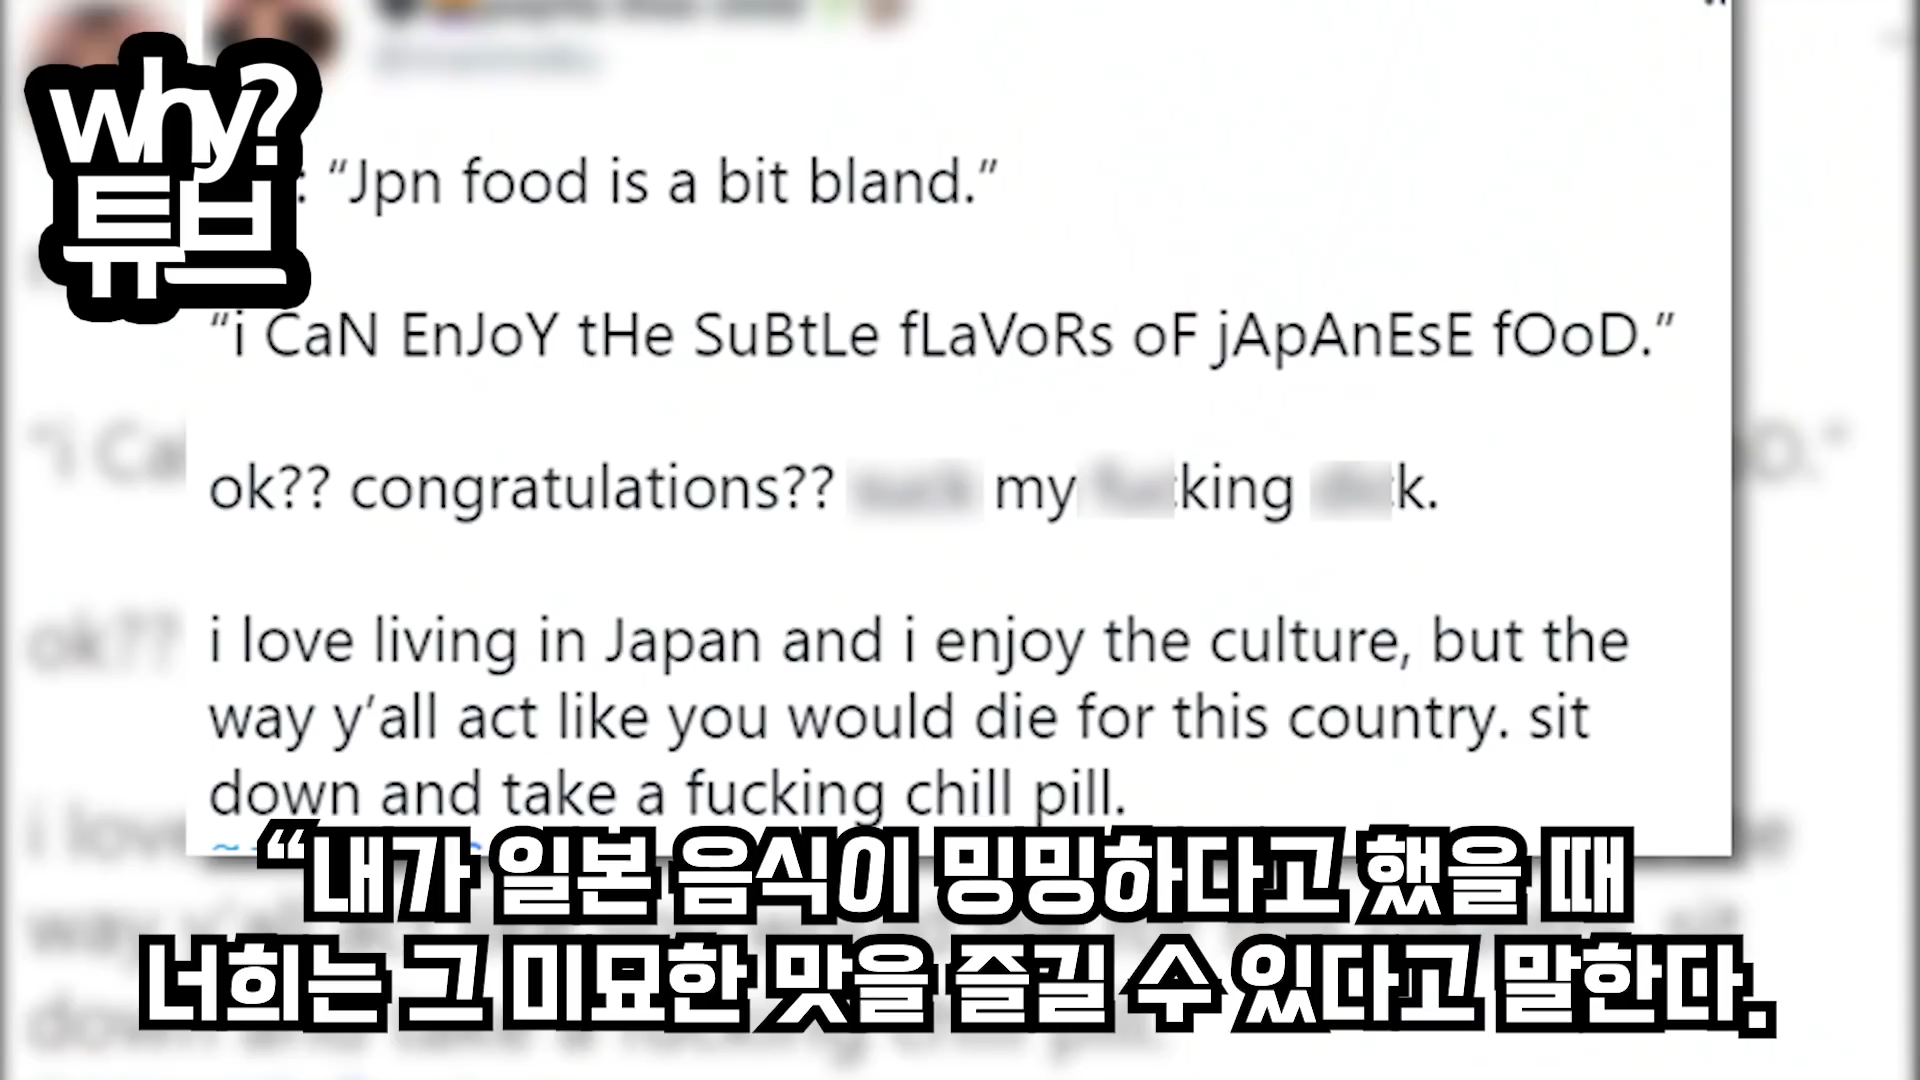 why?
튜브
: “Jpn food is a bit bland.”
“i CaN EnJoY tHe SuBtLe fLaVoRs oF jApAnEsE fOoD.”
ok?? congratulations?? my king k.
i love living in Japan and i enjoy the culture, but the
way y’all act like you would die for this country. sit
down and take a fucking chill pill.
“내가 일본 음식이 밍밍하다고 했을 때
너희는 그 미묘한 맛을 즐길 수 있다고 말한다.